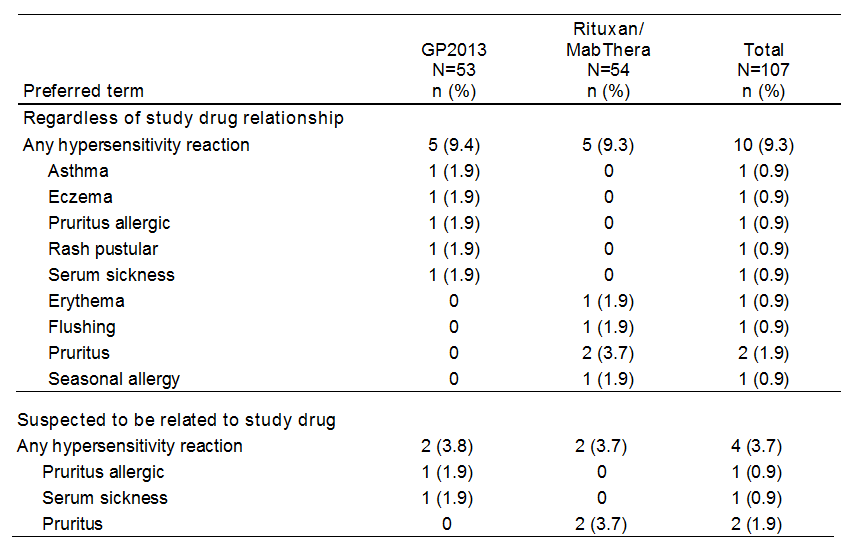 Rituxan/
GP2013 MabThera Total
N=53 N=54 N=107
Preferred term n (%) n (%) n (%)
Regardless of study drug relationship
Any hypersensitivity reaction 5 (9.4) 5 (9.3) 10 (9.3)
Asthma 1 (1.9) 0 1 (0.9)
Eczema 1 (1.9) 0 1 (0.9)
Pruritus allergic 1 (1.9) 0 1 (0.9)
Rash pustular 1 (1.9) 0 1 (0.9)
Serum sickness 1 (1.9) 0 1 (0.9)
Erythema 0 1 (1.9) 1 (0.9)
Flushing 0 1 (1.9) 1 (0.9)
Pruritus 0 2 (3.7) 2 (1.9)
Seasonal allergy 0 1 (1.9) 1 (0.9)
Suspected to be related to study drug
Any hypersensitivity reaction 2 (3.8) 2 (3.7) 4 (3.7)
Pruritus allergic 1 (1.9) 0 1 (0.9)
Serum sickness 1 (1.9) 0 1 (0.9)
Pruritus 0 2 (3.7) 2 (1.9)